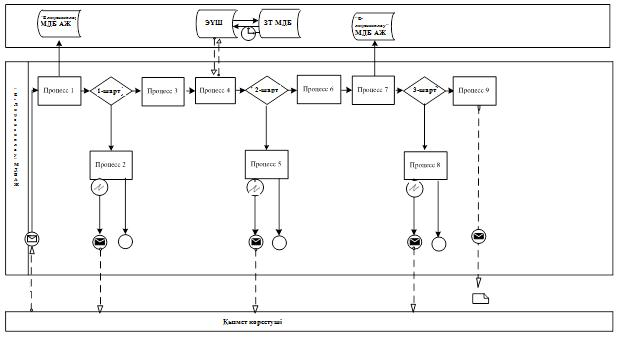 МДБ АЖ
ЭҮШ
ЗТ МДБ
МДБ АЖ
Процесс 1
1-шарт
Процесс 3
Процесс 4
2-шарт
Процесс 6
Процесс 7
3-шарт
Процесс 9
Процесс 2
Процесс 5
Процесс 8
Қызмет көрсетуші